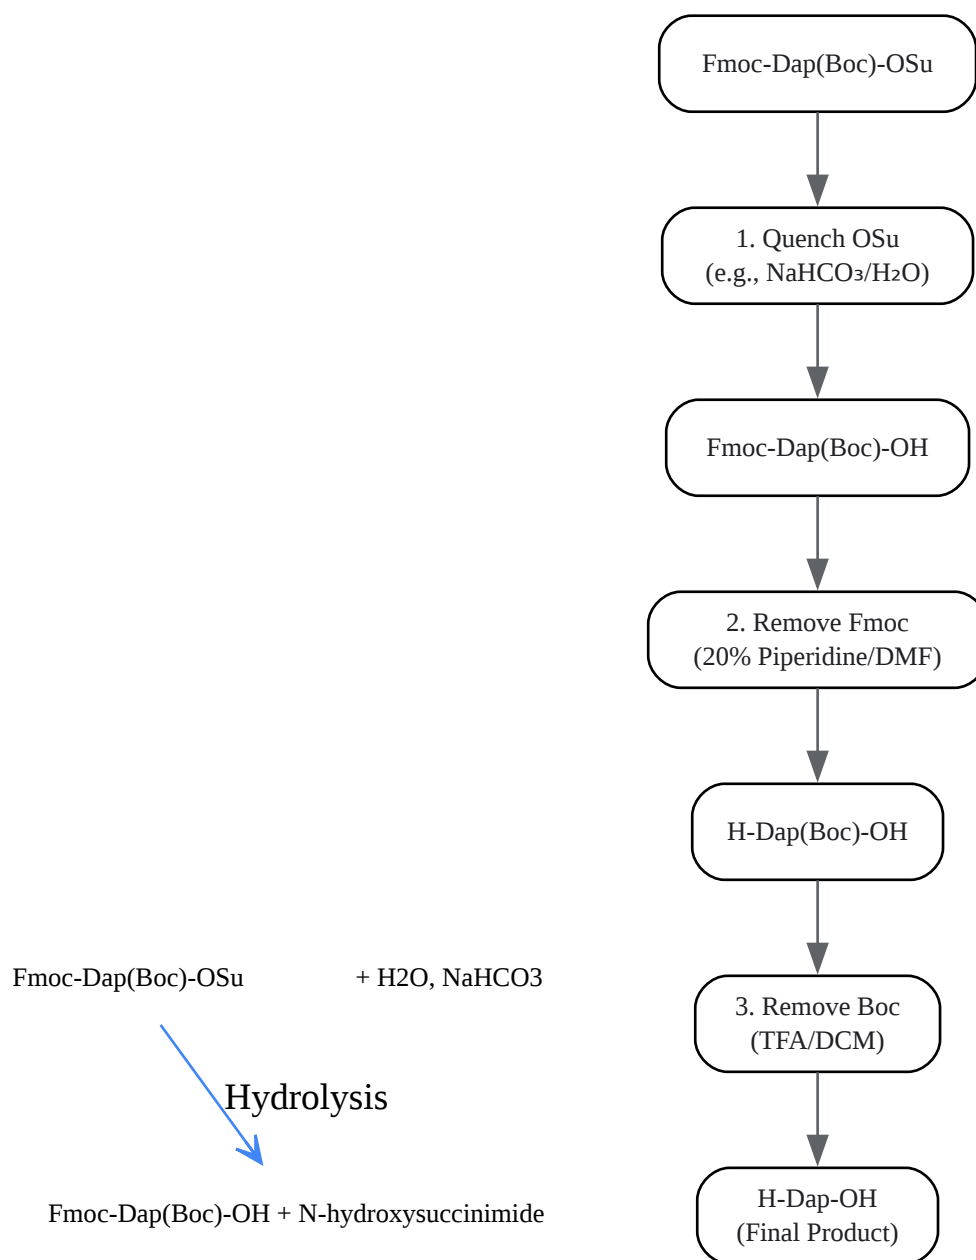 Fmoc-Dap(Boc)-OSu
1. Quench OSu
(e.g., NaHCO₃/H₂O)
Fmoc-Dap(Boc)-OH
2. Remove Fmoc
(20% Piperidine/DMF)
H-Dap(Boc)-OH
3. Remove Boc
(TFA/DCM)
H-Dap-OH
(Final Product)
Fmoc-Dap(Boc)-OSu + H2O, NaHCO3
Hydrolysis
Fmoc-Dap(Boc)-OH + N-hydroxysuccinimide